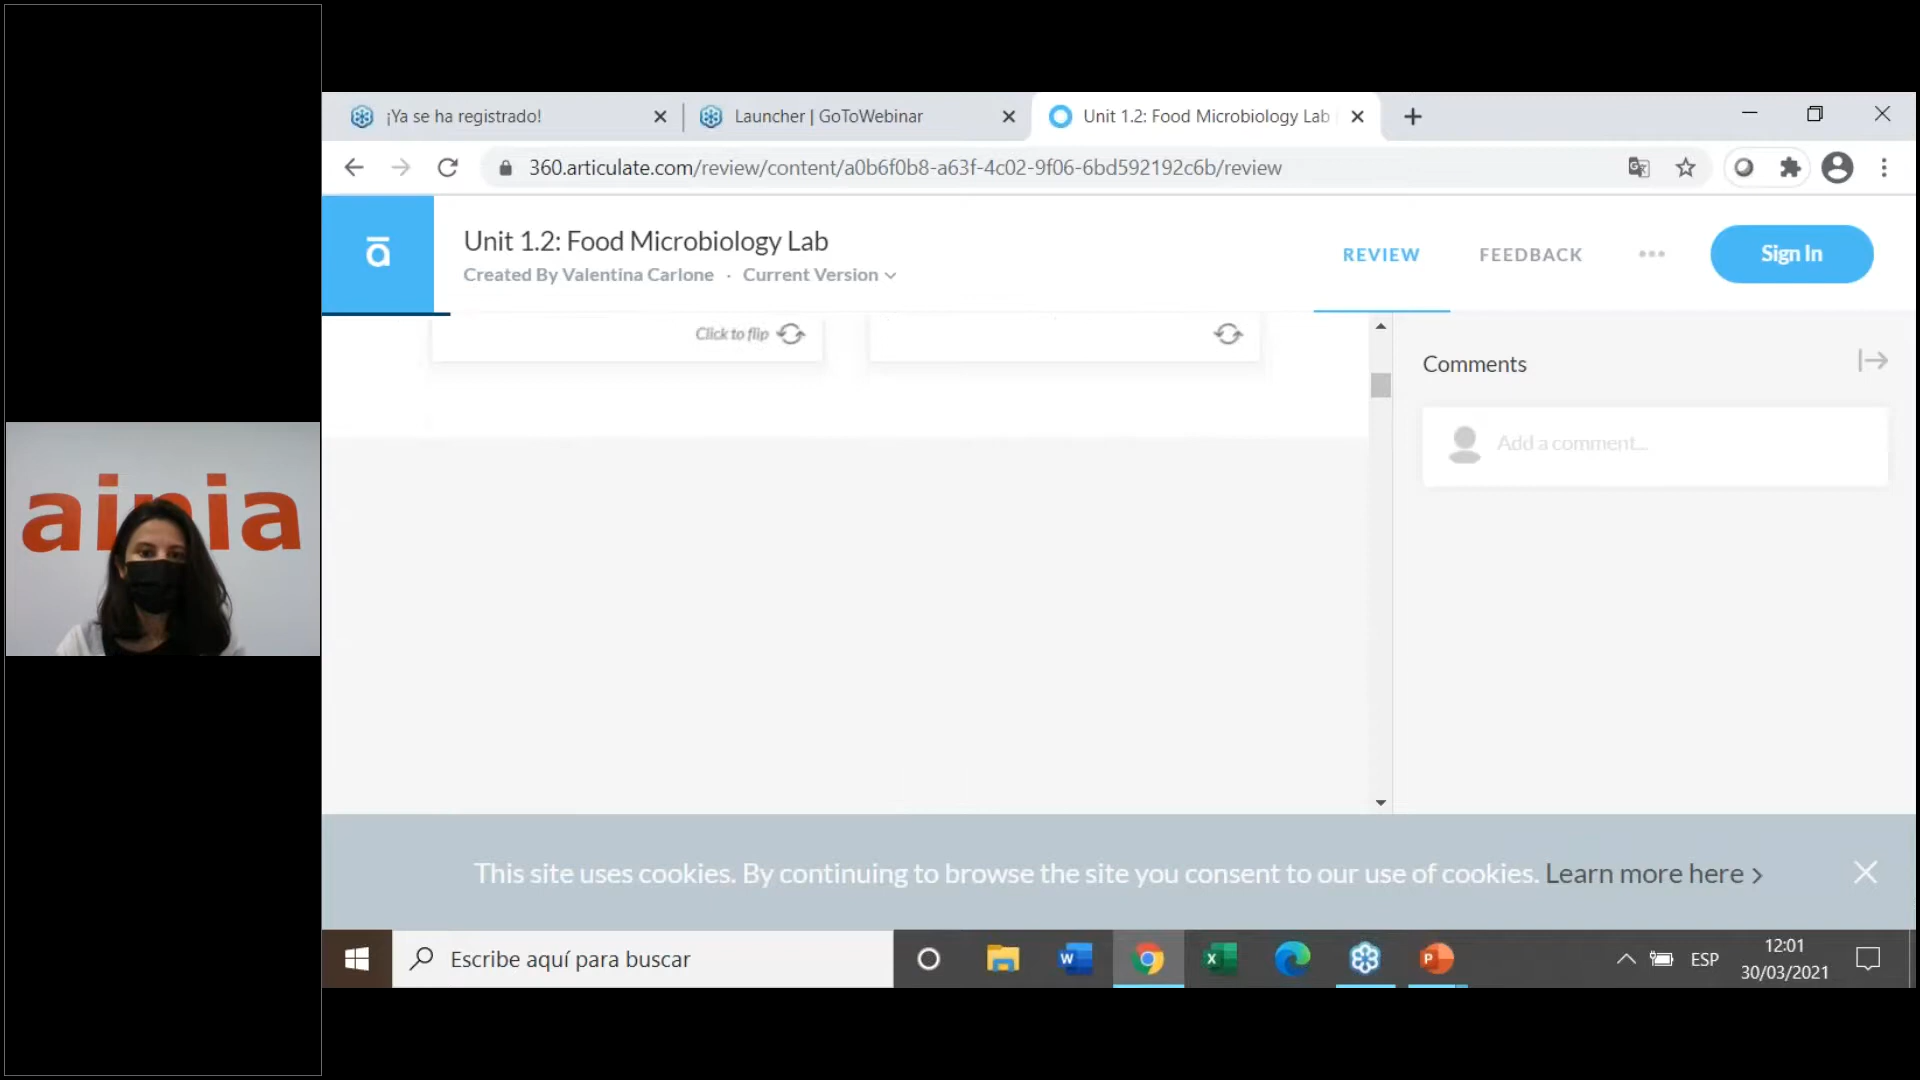 ¡Ya se ha registrado!
Launcher | GoToWebinar
Unit 1.2: Food Microbiology Lab
360.articulate.com/review/content/a0b6f0b8-a63f-4c02-9f06-6bd592192c6b/review
ā
Unit 1.2: Food Microbiology Lab
Created By Valentina Carlone · Current Version
REVIEW
FEEDBACK
Sign In
Click to flip
Comments
Add a comment...
ainia
This site uses cookies. By continuing to browse the site you consent to our use of cookies. Learn more here >
Escribe aquí para buscar
W
X
P
ESP
12:01
30/03/2021